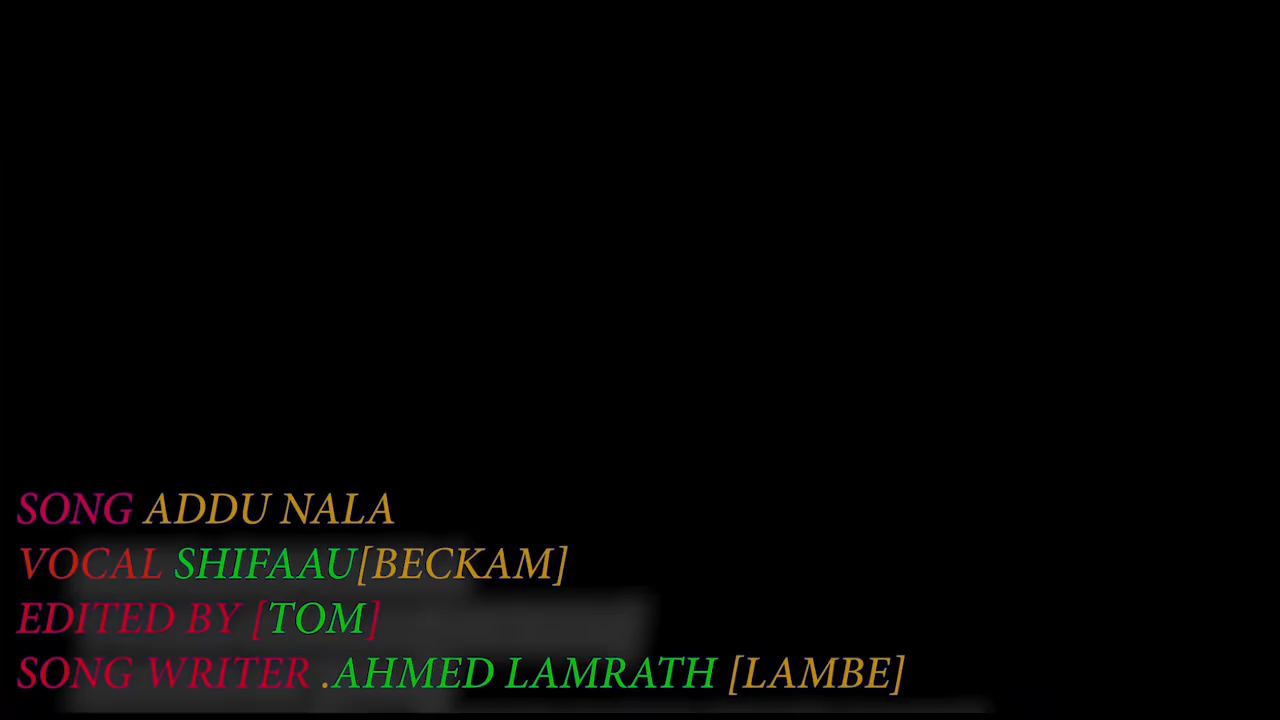 SONG ADDU NALA
VOCAL SHIFAAU[BECKAM]
EDITED BY [TOM]
SONG WRITER .AHMED LAMRATH [LAMBE]